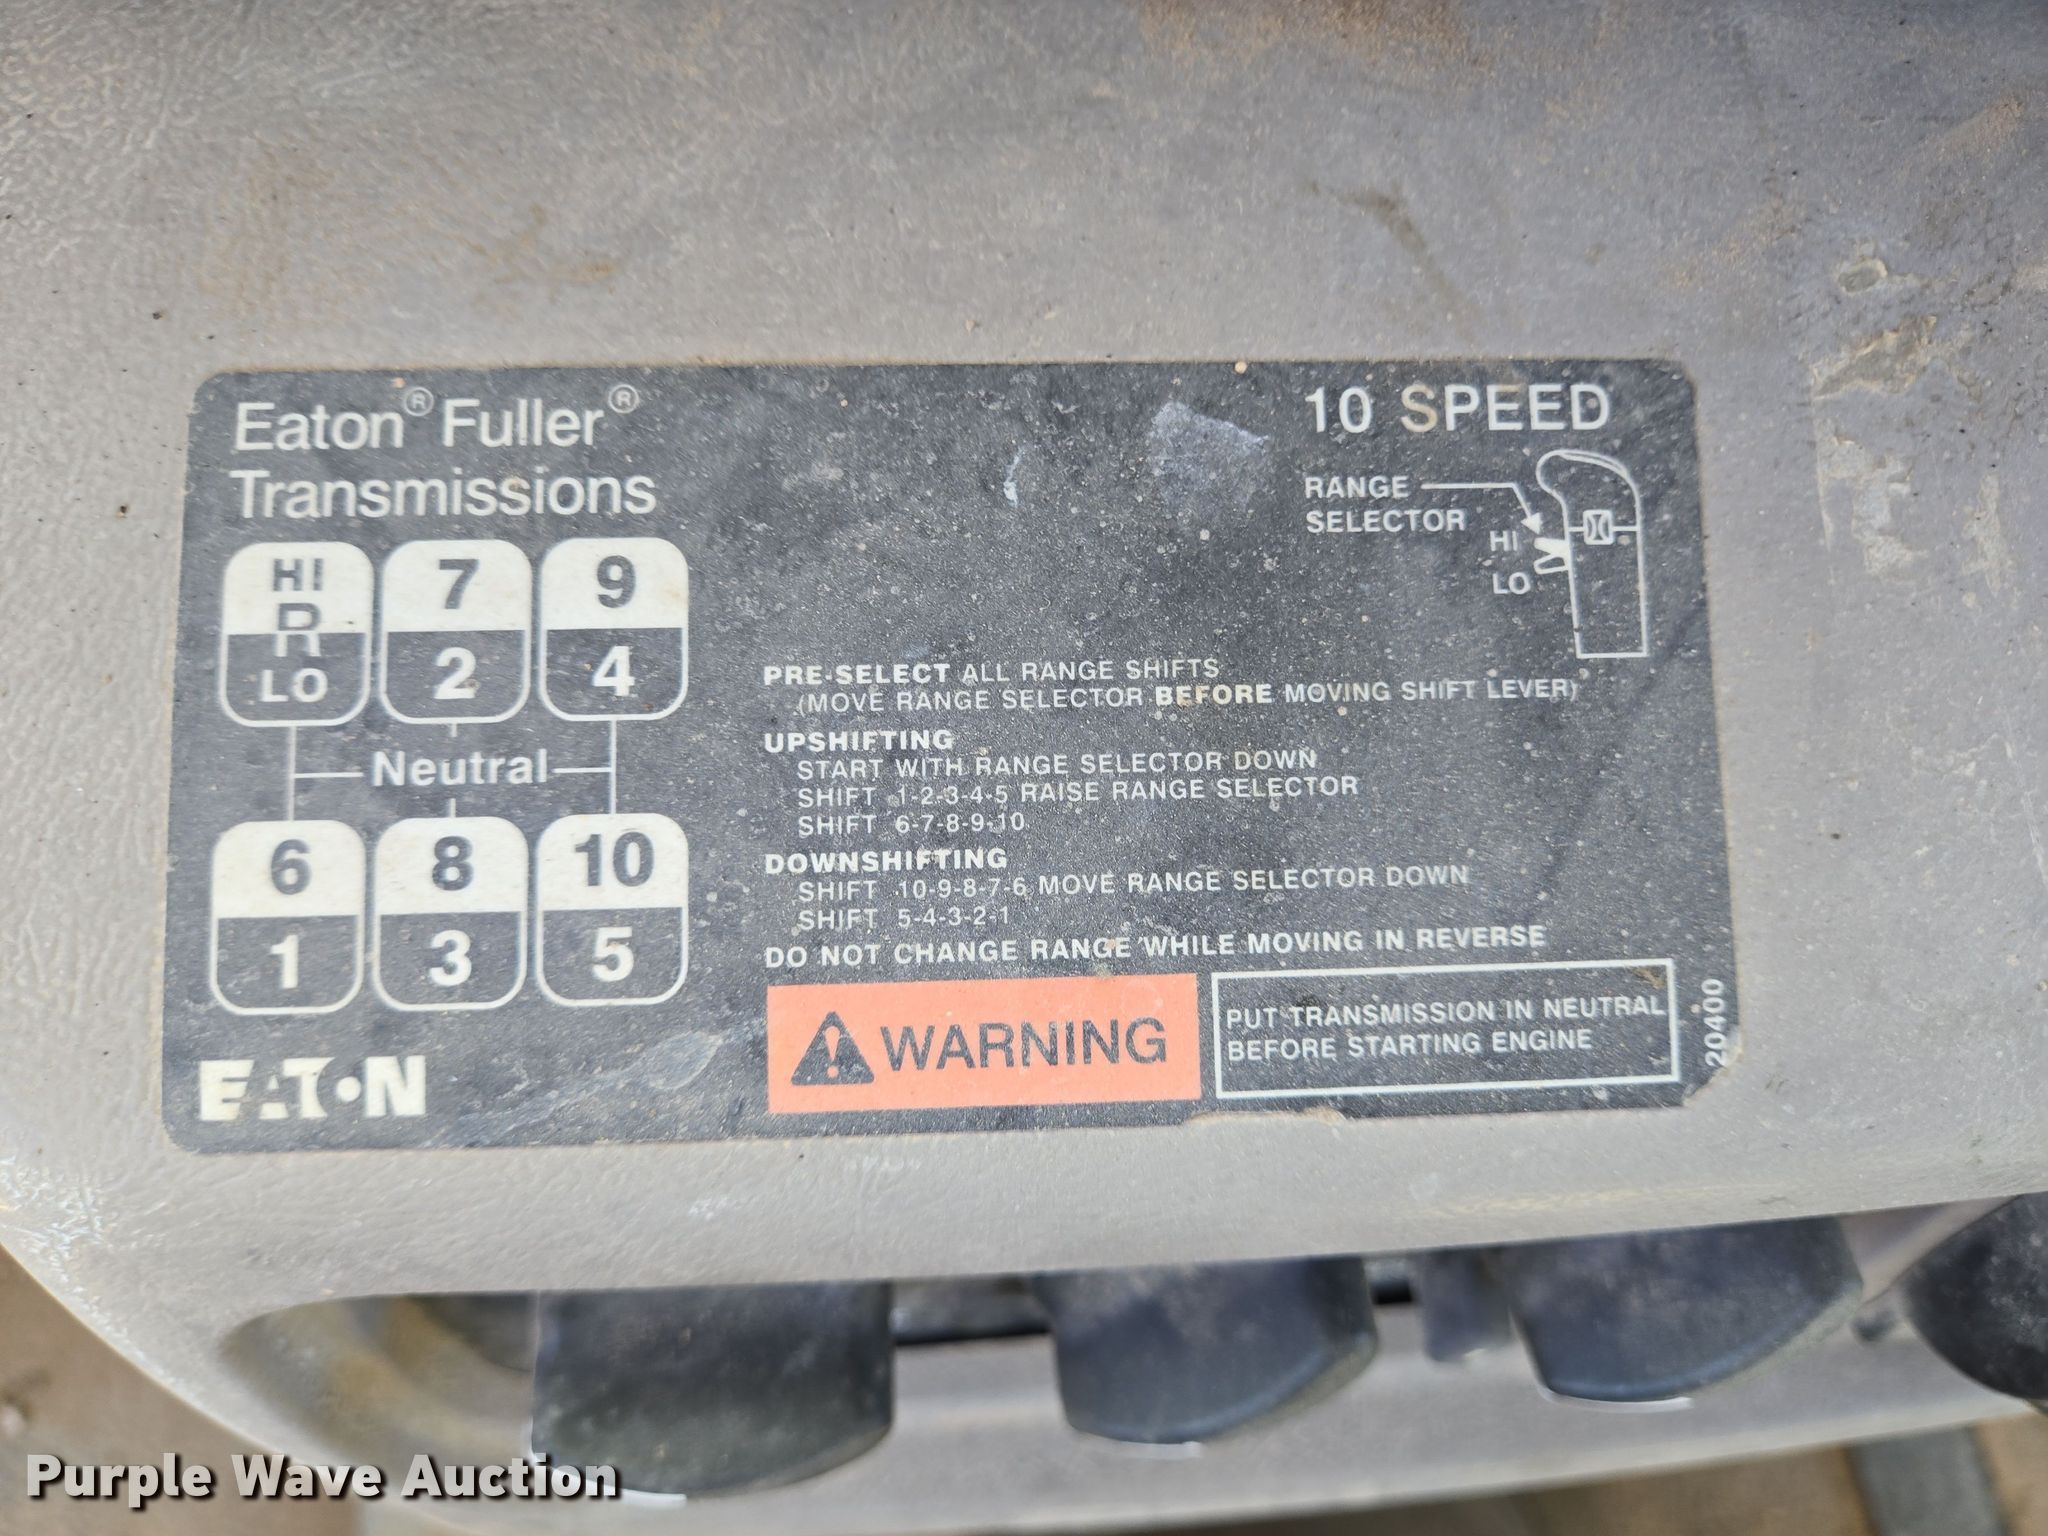 Eaton® Fuller®
Transmissions
10 SPEED
RANGE
SELECTOR
HI
LO
HI
R
LO
7
2
9
4
Neutral
6
1
8
3
10
5
PRE-SELECT ALL RANGE SHIFTS
(MOVE RANGE SELECTOR BEFORE MOVING SHIFT LEVER)
UPSHIFTING
START WITH RANGE SELECTOR DOWN
SHIFT 1-2-3-4-5 RAISE RANGE SELECTOR
SHIFT 6-7-8-9-10
DOWNSHIFTING
SHIFT 10-9-8-7-6 MOVE RANGE SELECTOR DOWN
SHIFT 5-4-3-2-1
DO NOT CHANGE RANGE WHILE MOVING IN REVERSE
WARNING
PUT TRANSMISSION IN NEUTRAL
BEFORE STARTING ENGINE
20400
EATON
Purple Wave Auction